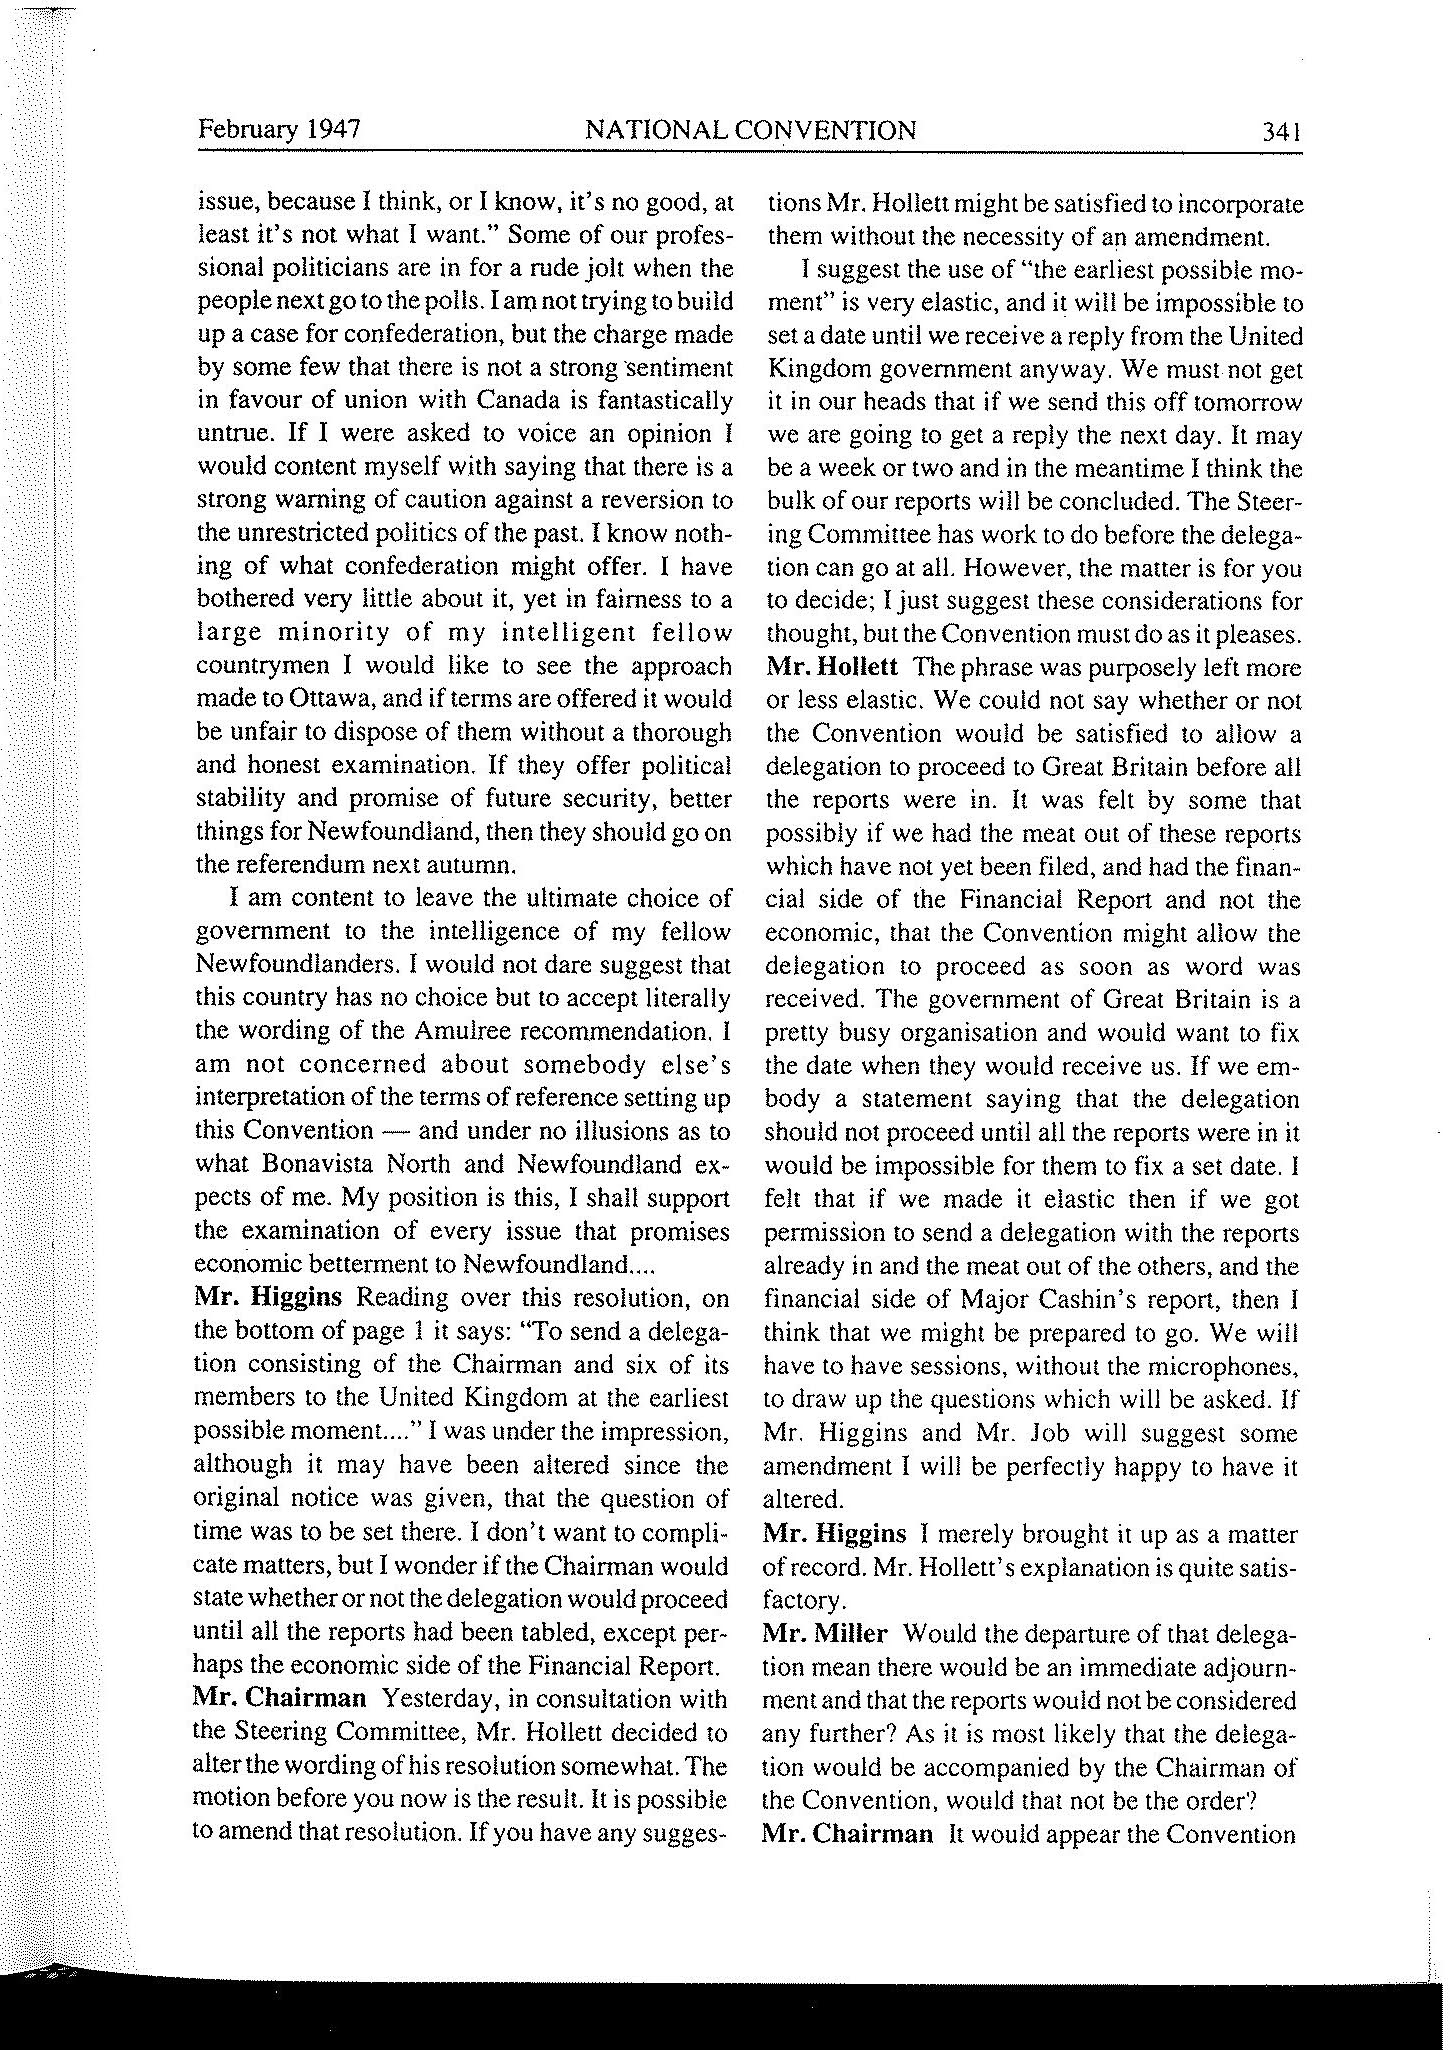 February 1947 NATIONAL CONVENTION 341
issue, because I think, or I know, it's no good, at
least it's not what I want." Some of our profes-
sional politicians are in for a rude jolt when the
people next go to the polls. I am not trying to build
up a case for confederation, but the charge made
by some few that there is not a strong sentiment
in favour of union with Canada is fantastically
untrue. If I were asked to voice an opinion I
would content myself with saying that there is a
strong warning of caution against a reversion to
the unrestricted politics of the past. I know noth-
ing of what confederation might offer. I have
bothered very little about it, yet in fairness to a
large minority of my intelligent fellow
countrymen I would like to see the approach
made to Ottawa, and if terms are offered it would
be unfair to dispose of them without a thorough
and honest examination. If they offer political
stability and promise of future security, better
things for Newfoundland, then they should go on
the referendum next autumn.
I am content to leave the ultimate choice of
government to the intelligence of my fellow
Newfoundlanders. I would not dare suggest that
this country has no choice but to accept literally
the wording of the Amulree recommendation. I
am not concerned about somebody else's
interpretation of the terms of reference setting up
this Convention — and under no illusions as to
what Bonavista North and Newfoundland ex-
pects of me. My position is this, I shall support
the examination of every issue that promises
economic betterment to Newfoundland....
Mr. Higgins Reading over this resolution, on
the bottom of page 1 it says: "To send a delega-
tion consisting of the Chairman and six of its
members to the United Kingdom at the earliest
possible moment...." I was under the impression,
although it may have been altered since the
original notice was given, that the question of
time was to be set there. I don't want to compli-
cate matters, but I wonder if the Chairman would
state whether or not the delegation would proceed
until all the reports had been tabled, except per-
haps the economic side of the Financial Report.
Mr. Chairman Yesterday, in consultation with
the Steering Committee, Mr. Hollett decided to
alter the wording of his resolution somewhat. The
motion before you now is the result. It is possible
to amend that resolution. If you have any sugges-
tions Mr. Hollett might be satisfied to incorporate
them without the necessity of an amendment.
I suggest the use of "the earliest possible mo-
ment" is very elastic, and it will be impossible to
set a date until we receive a reply from the United
Kingdom government anyway. We must not get
it in our heads that if we send this off tomorrow
we are going to get a reply the next day. It may
be a week or two and in the meantime I think the
bulk of our reports will be concluded. The Steer-
ing Committee has work to do before the delega-
tion can go at all. However, the matter is for you
to decide; I just suggest these considerations for
thought, but the Convention must do as it pleases.
Mr. Hollett The phrase was purposely left more
or less elastic. We could not say whether or not
the Convention would be satisfied to allow a
delegation to proceed to Great Britain before all
the reports were in. It was felt by some that
possibly if we had the meat out of these reports
which have not yet been filed, and had the finan-
cial side of the Financial Report and not the
economic, that the Convention might allow the
delegation to proceed as soon as word was
received. The government of Great Britain is a
pretty busy organisation and would want to fix
the date when they would receive us. If we em-
body a statement saying that the delegation
should not proceed until all the reports were in it
would be impossible for them to fix a set date. I
felt that if we made it elastic then if we got
permission to send a delegation with the reports
already in and the meat out of the others, and the
financial side of Major Cashin's report, then I
think that we might be prepared to go. We will
have to have sessions, without the microphones,
to draw up the questions which will be asked. If
Mr. Higgins and Mr. Job will suggest some
amendment I will be perfectly happy to have it
altered.
Mr. Higgins I merely brought it up as a matter
of record. Mr. Hollett's explanation is quite satis-
factory.
Mr. Miller Would the departure of that delega-
tion mean there would be an immediate adjourn-
ment and that the reports would not be considered
any further? As it is most likely that the delega-
tion would be accompanied by the Chairman of
the Convention, would that not be the order?
Mr. Chairman It would appear the Convention